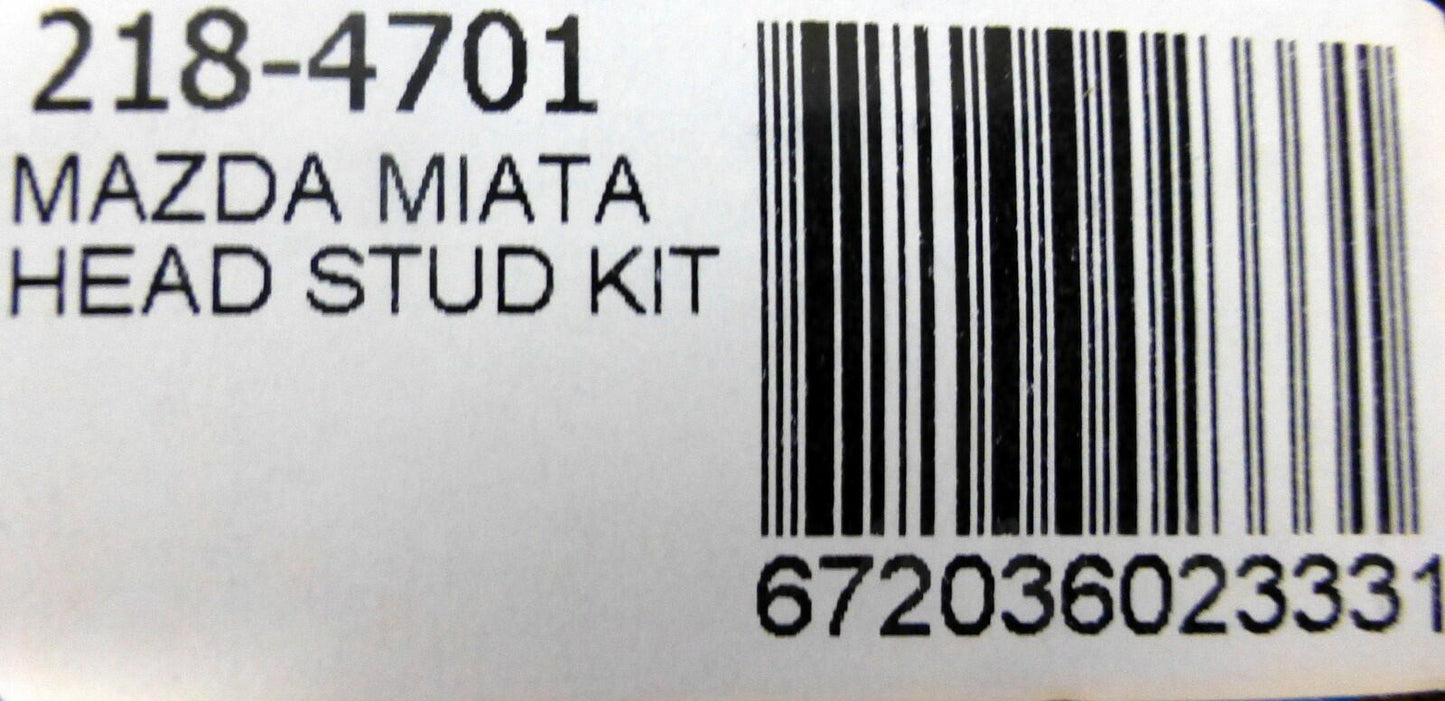 218-4701
MAZDA MIATA
HEAD STUD KIT
672036023331